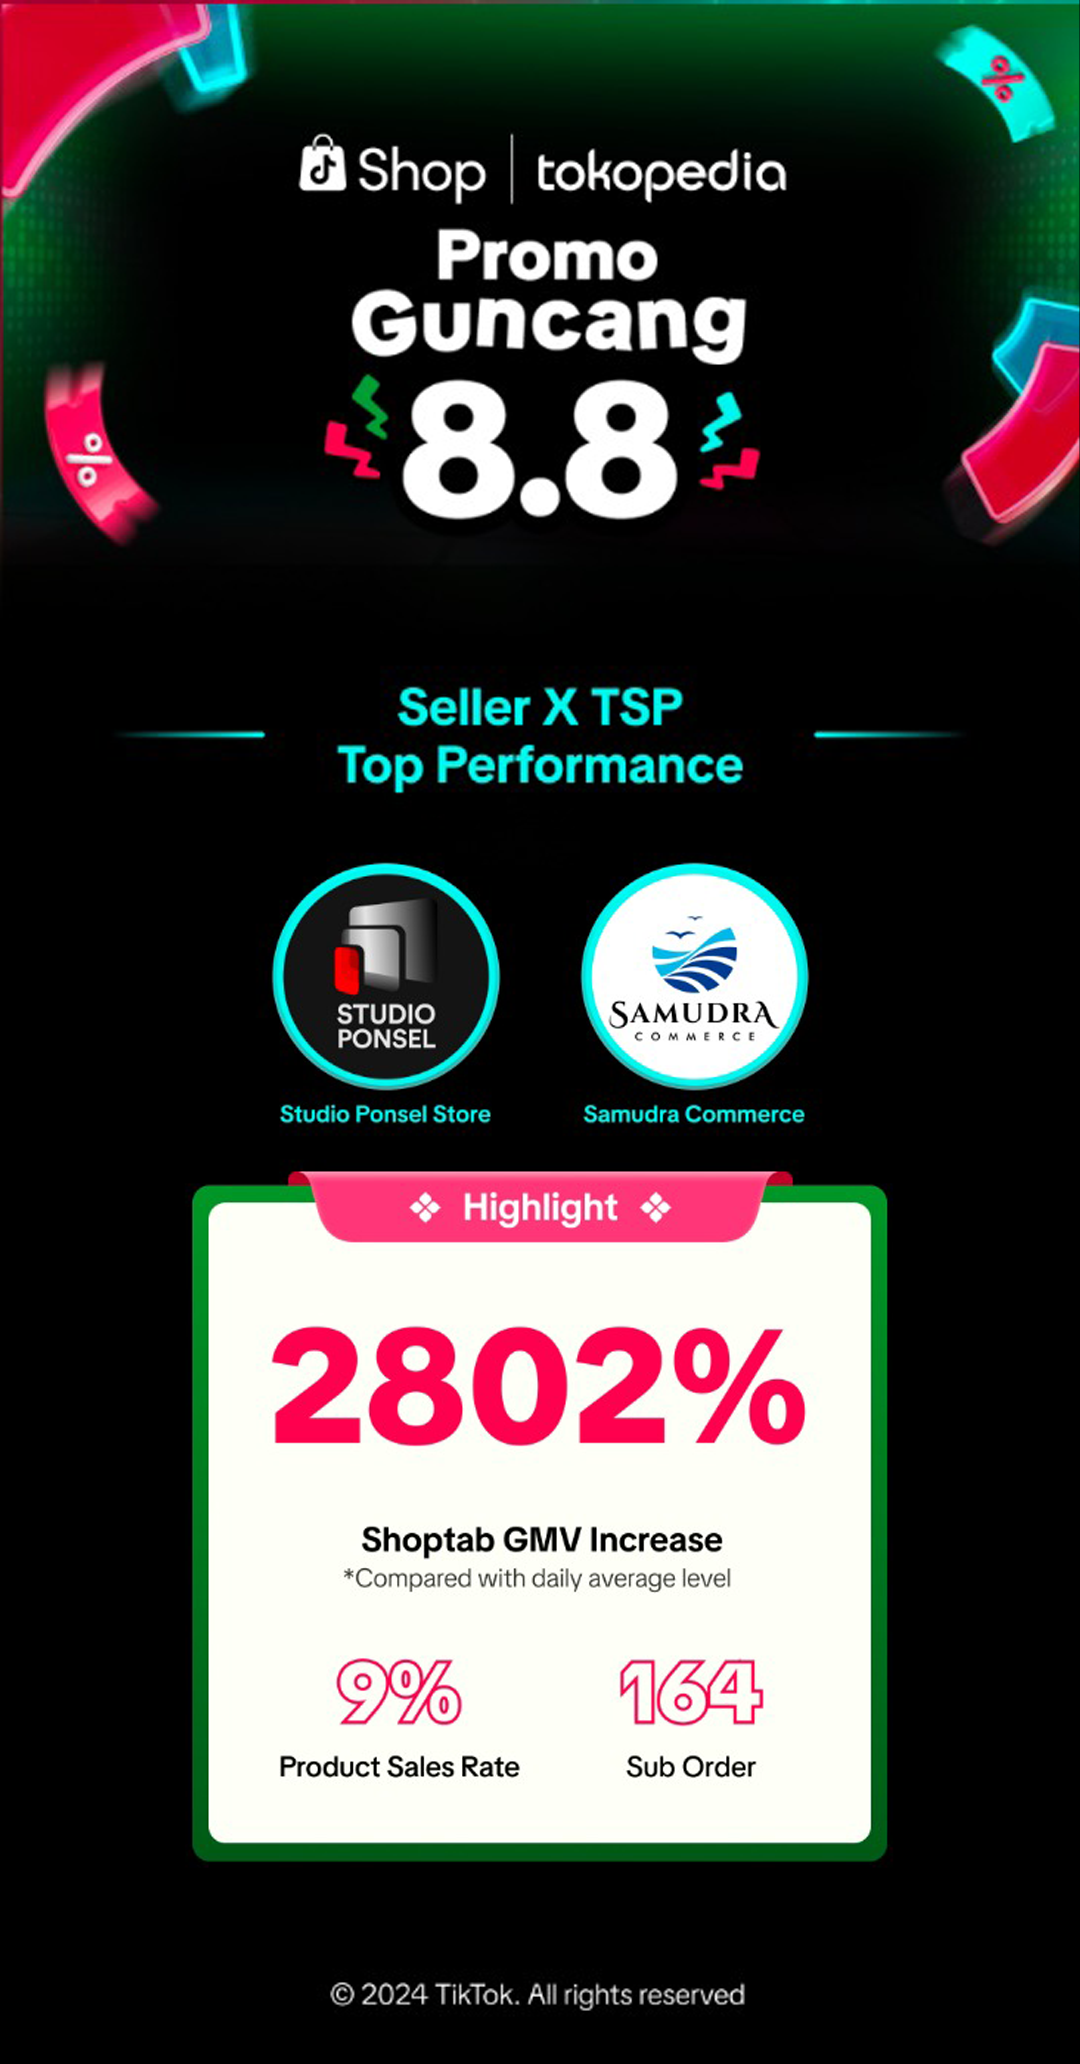 Shop | tokopedia
Promo
Guncang
8.8
%
%
Seller X TSP
Top Performance
STUDIO
PONSEL
SAMUDRA
COMMERCE
Studio Ponsel Store
Samudra Commerce
Highlight
2802%
Shoptab GMV Increase
*Compared with daily average level
9%
164
Product Sales Rate
Sub Order
© 2024 TikTok. All rights reserved